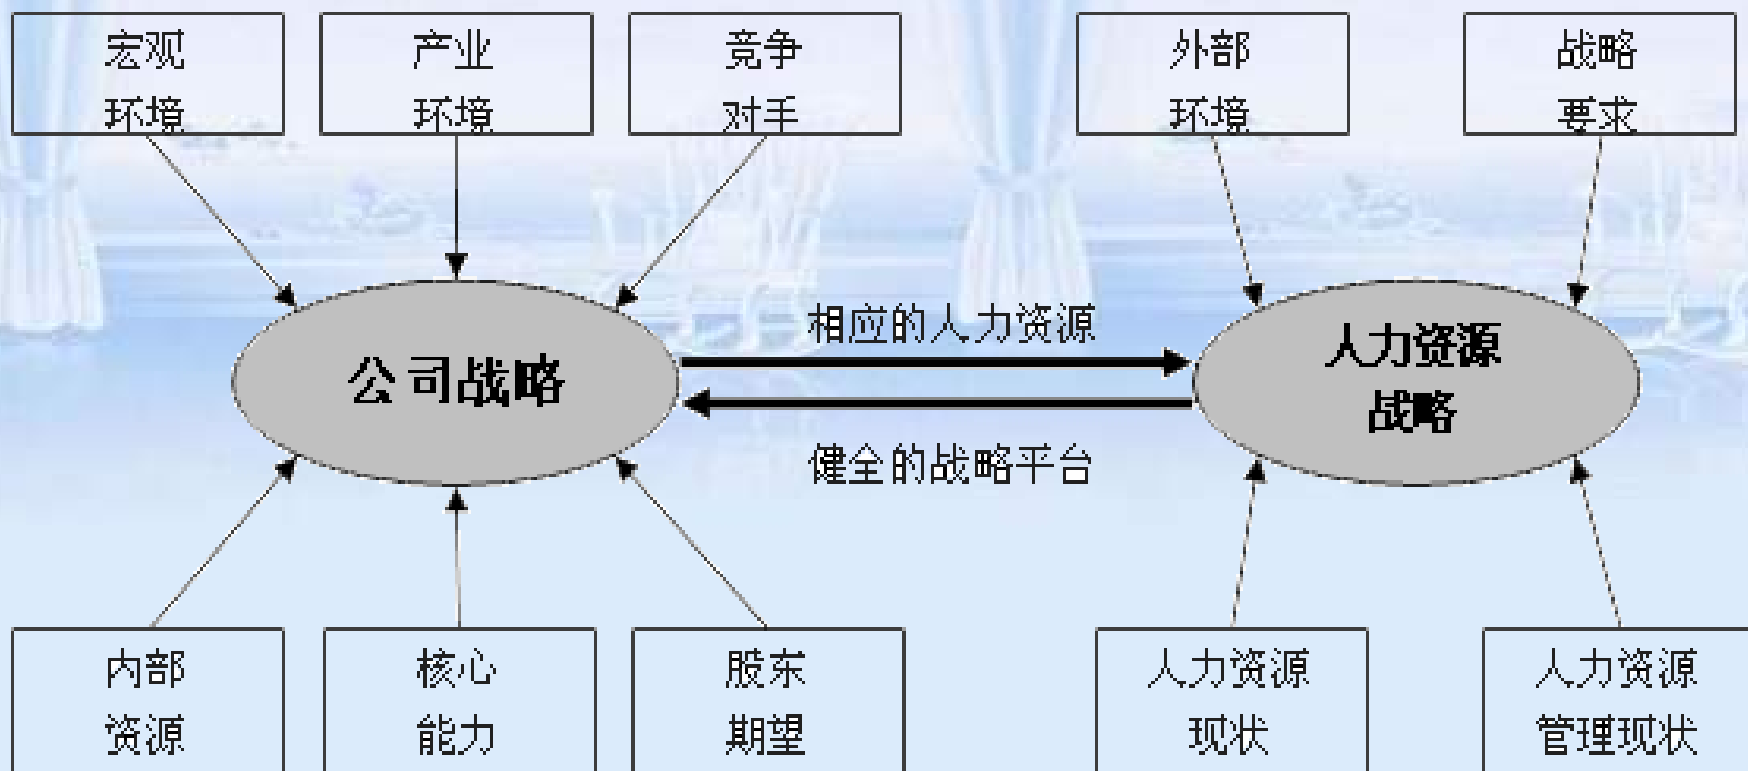 宏观
环境
产业
环境
竞争
对手
外部
环境
战略
要求
相应的人力资源
公司战略
人力资源
战略
健全的战略平台
内部
资源
核心
能力
股东
期望
人力资源
现状
人力资源
管理现状